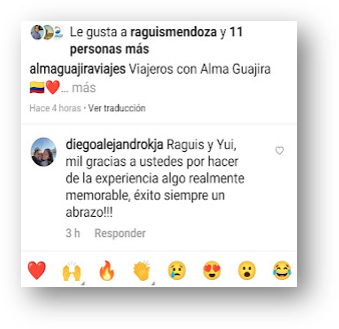 Le gusta a raguismendoza y 11
personas más
almaguajiraviajes Viajeros con Alma Guajira
🇨🇴❤️... más
Hace 4 horas • Ver traducción
diegoalejandrokja Raguis y Yui,
mil gracias a ustedes por hacer
de la experiencia algo realmente
memorable, éxito siempre un
abrazo!!!
3 h Responder